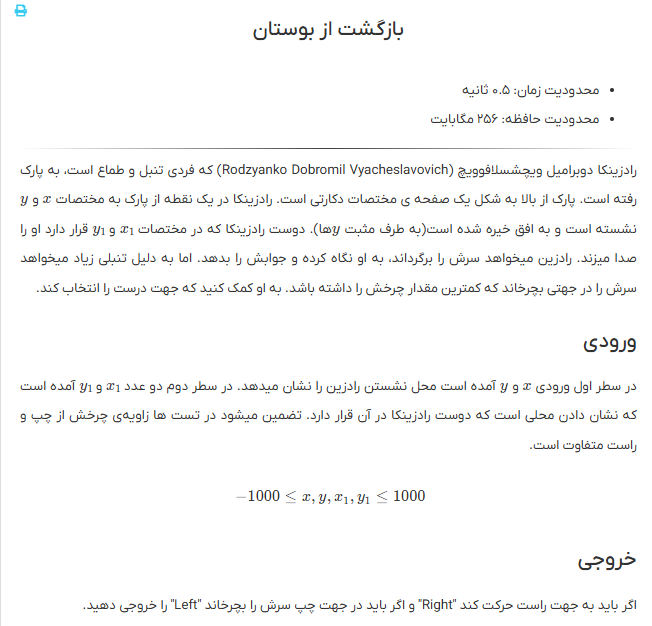 بازگشت از بوستان
محدودیت زمان: ۰.۵ ثانیه
محدودیت حافظه: ۲۵۶ مگابایت
رادزینکا دوبرامیل ویچشسلافوویچ (Rodzyanko Dobromil Vyacheslavovich) که فردی تنبل و طماع است، به پارک
رفته است. پارک از بالا به شکل یک صفحه ی مختصات دکارتی است. رادزینکا در یک نقطه از پارک به مختصات x و y
نشسته است و به افق خیره شده است(به طرف مثبت yها). دوست رادزینکا که در مختصات x₁ و y₁ قرار دارد او را
صدا میزند. رادزین میخواهد سرش را برگرداند، به او نگاه کرده و جوابش را بدهد. اما به دلیل تنبلی زیاد میخواهد
سرش را در جهتی بچرخاند که کمترین مقدار چرخش را داشته باشد. به او کمک کنید که جهت درست را انتخاب کند.
ورودی
در سطر اول ورودی x و y آمده است محل نشستن رادزین را نشان میدهد. در سطر دوم دو عدد x₁ و y₁ آمده است
که نشان دادن محلی است که دوست رادزینکا در آن قرار دارد. تضمین میشود در تست ها زاویه‌ی چرخش از چپ و
راست متفاوت است.
−1000 ≤ x, y, x₁, y₁ ≤ 1000
خروجی
اگر باید به جهت راست حرکت کند "Right" و اگر باید در جهت چپ سرش را بچرخاند "Left" را خروجی دهید.